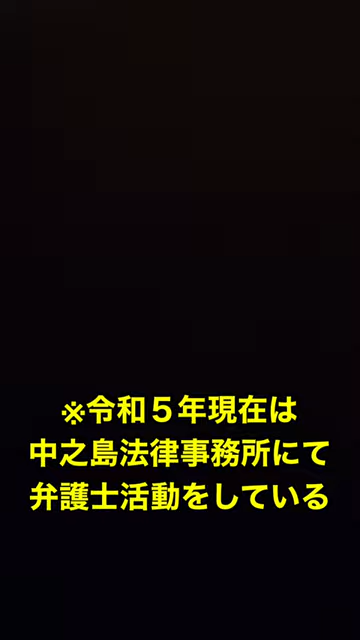 ※令和５年現在は
中之島法律事務所にて
弁護士活動をしている